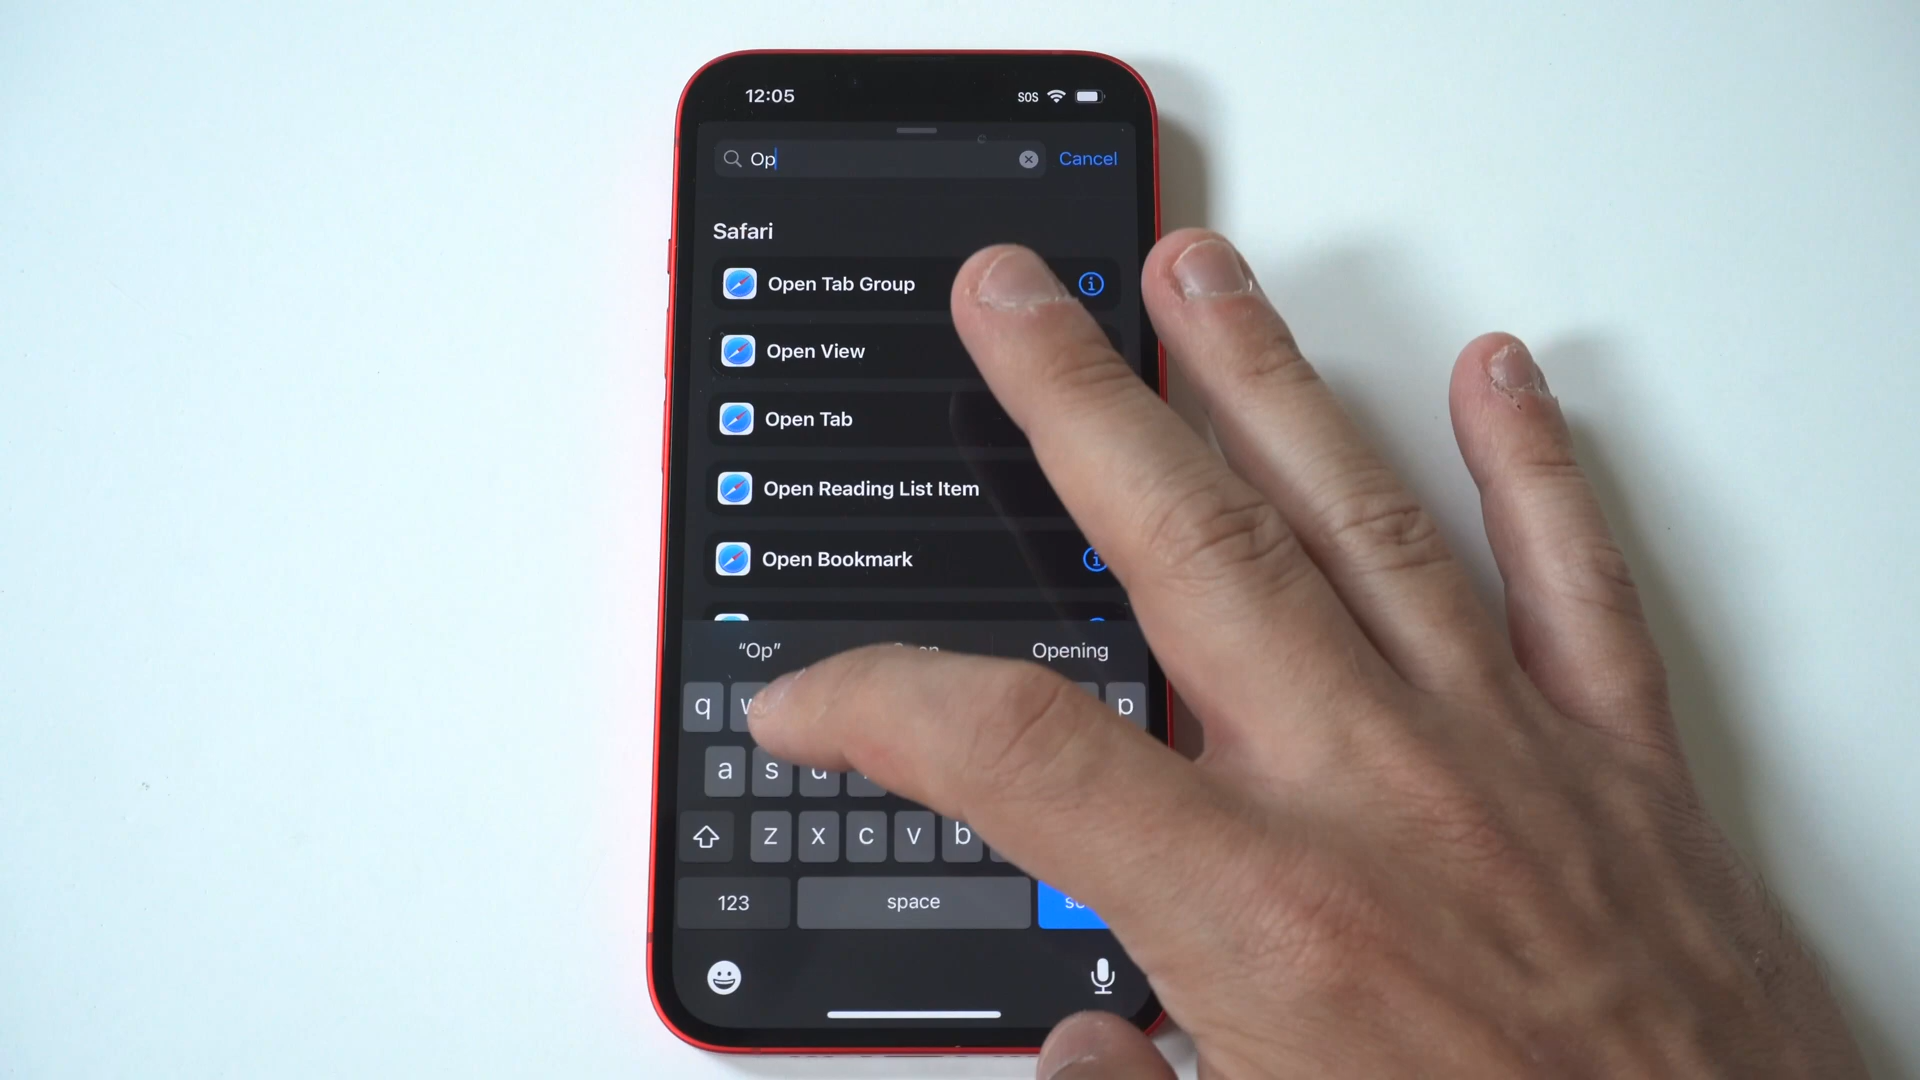 12:05 SOS
Op Cancel
Safari
Open Tab Group
Open View
Open Tab
Open Reading List Item
Open Bookmark
“Op” Opening
q w p
a s d
z x c v b
123 space